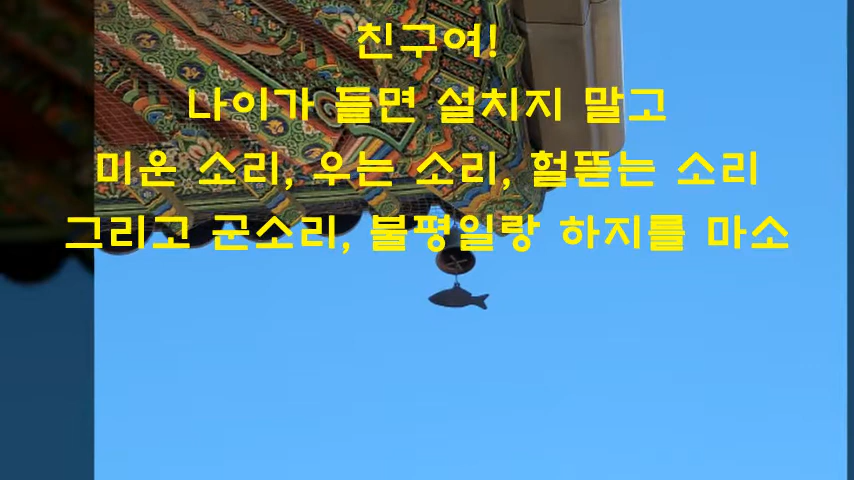 친구여!
나이가 들면 설치지 말고
미운 소리, 우는 소리, 헐뜯는 소리
그리고 군소리, 불평일랑 하지를 마소